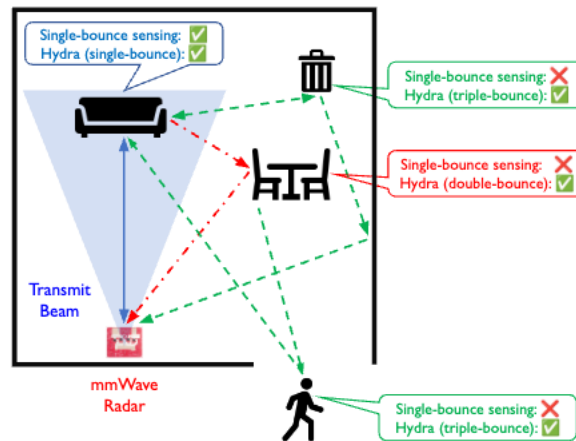 Single-bounce sensing: ✅
Hydra (single-bounce): ✅
Single-bounce sensing: ❌
Hydra (triple-bounce): ✅
Single-bounce sensing: ❌
Hydra (double-bounce): ✅
Transmit
Beam
mmWave
Radar
Single-bounce sensing: ❌
Hydra (triple-bounce): ✅